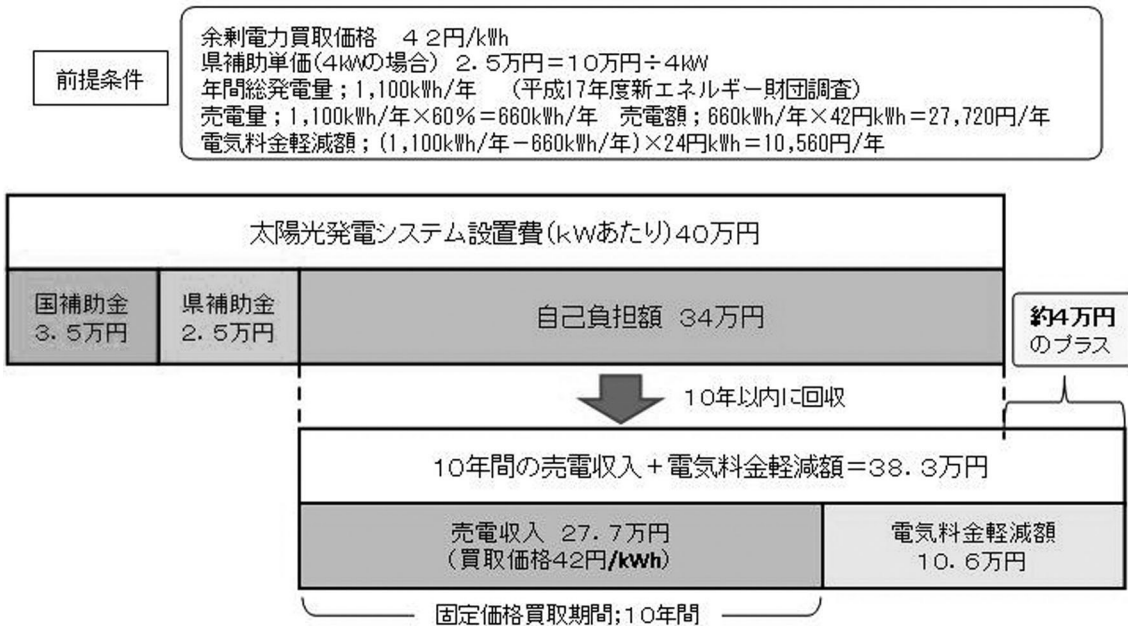 前提条件
余剰電力買取価格　４２円/kWh
県補助単価(4kWの場合)　2.5万円＝10万円÷4kW
年間総発電量；1,100kWh/年　（平成17年度新エネルギー財団調査）
売電量；1,100kWh/年×60％＝660kWh/年　売電額；660kWh/年×42円kWh＝27,720円/年
電気料金軽減額；(1,100kWh/年－660kWh/年)×24円kWh＝10,560円/年
太陽光発電システム設置費(kWあたり)40万円
国補助金
３．５万円
県補助金
２．５万円
自己負担額　34万円
約4万円
のプラス
10年以内に回収
10年間の売電収入＋電気料金軽減額＝38．3万円
売電収入　27．7万円
（買取価格42円/kWh）
電気料金軽減額
１０．６万円
固定価格買取期間;10年間